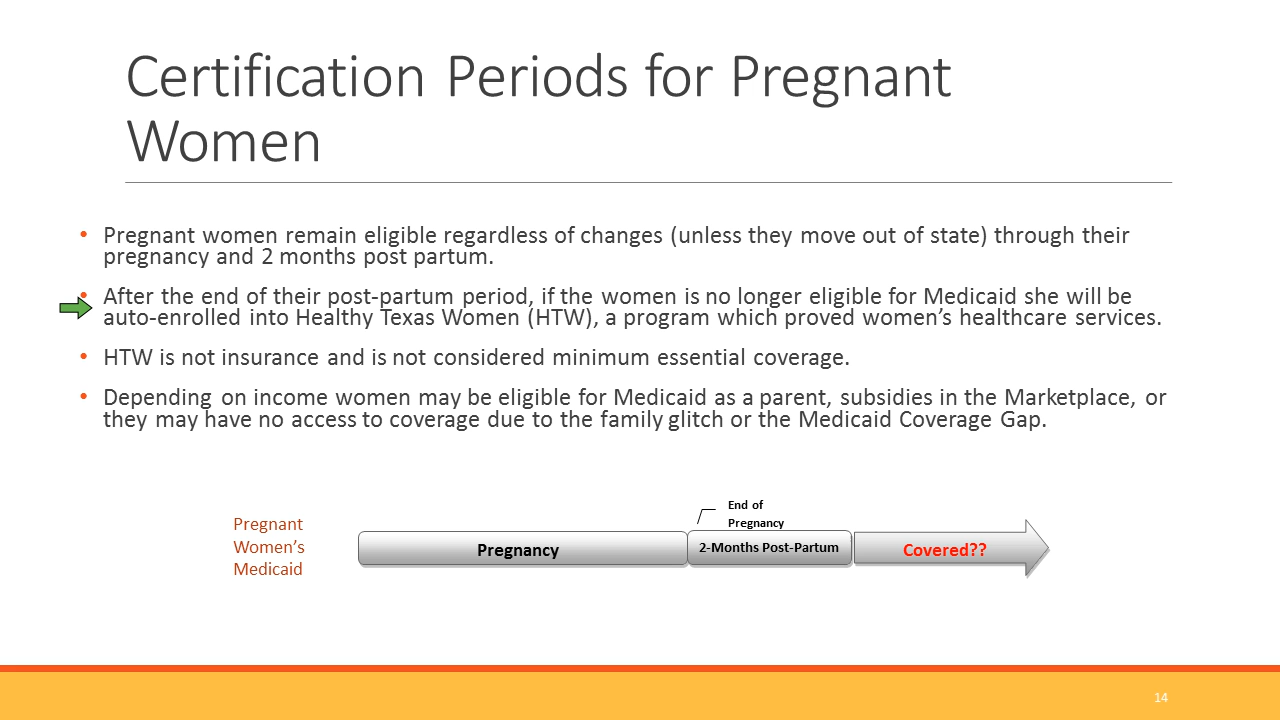 Certification Periods for Pregnant
Women
• Pregnant women remain eligible regardless of changes (unless they move out of state) through their
pregnancy and 2 months post partum.
• After the end of their post-partum period, if the women is no longer eligible for Medicaid she will be
auto-enrolled into Healthy Texas Women (HTW), a program which proved women’s healthcare services.
• HTW is not insurance and is not considered minimum essential coverage.
• Depending on income women may be eligible for Medicaid as a parent, subsidies in the Marketplace, or
they may have no access to coverage due to the family glitch or the Medicaid Coverage Gap.
Pregnant
Women’s
Medicaid
Pregnancy
End of
Pregnancy
2-Months Post-Partum
Covered??
14